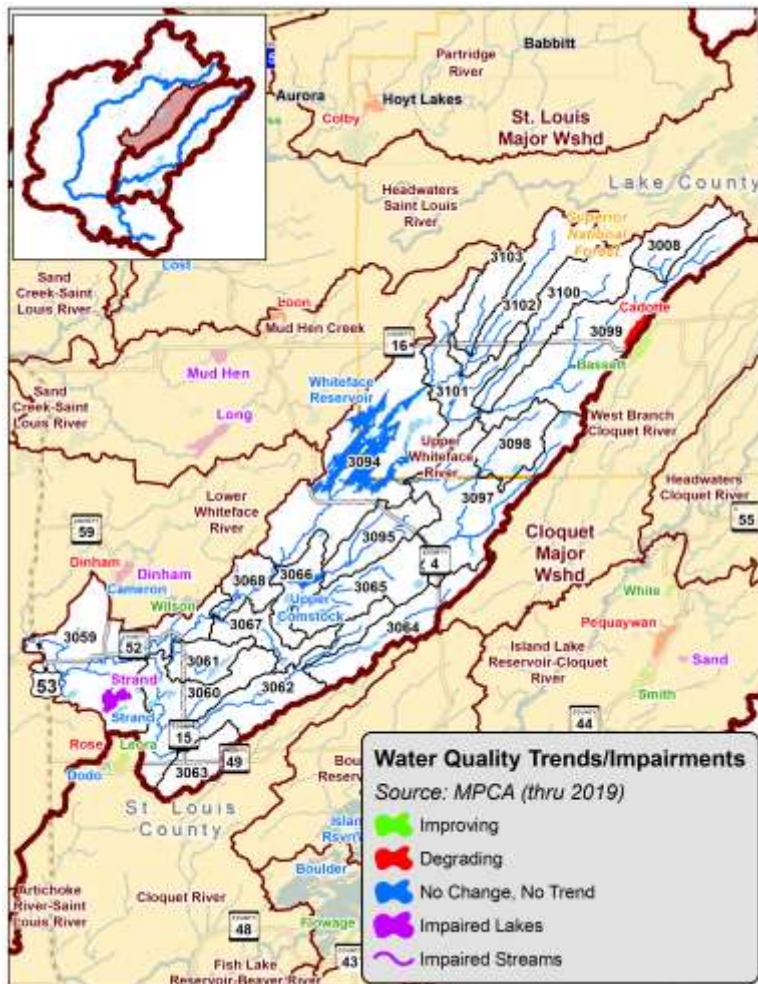 Babbitt
Partridge
River
Aurora
Hoyt Lakes
Colby
St. Louis
Major Wshd
Lake County
Headwaters
Saint Louis
River
Superior
National
Forest
3008
Sand
Creek-Saint
Louis River
Lost
3103
3102
3100
Cadotte
Loon
Mud Hen Creek
3099
16
Bassett
Mud Hen
Whiteface
Reservoir
3101
Sand
Creek-Saint
Louis River
Long
West Branch
Cloquet River
Upper
Whiteface
River
3098
3094
Headwaters
Cloquet River
Lower
Whiteface
River
3097
55
59
3095
Cloquet
Major
Wshd
Dinham
Dinham
3068
3066
4
Cameron
3065
White
Wilson
Upper
Comstock
3067
3064
Pequaywan
3059
52
3061
Island Lake
Reservoir-Cloquet
River
Sand
53
Strand
3060
3062
Smith
Strand
15
44
Rose
Leora
49
Dodo
3063
St. Louis
County
Boulder
Artichoke
River-Saint
Louis River
Cloquet River
48
Flowage
Fish Lake
Reservoir-Beaver River
43
Water Quality Trends/Impairments
Source: MPCA (thru 2019)
Improving
Degrading
No Change, No Trend
Impaired Lakes
Impaired Streams